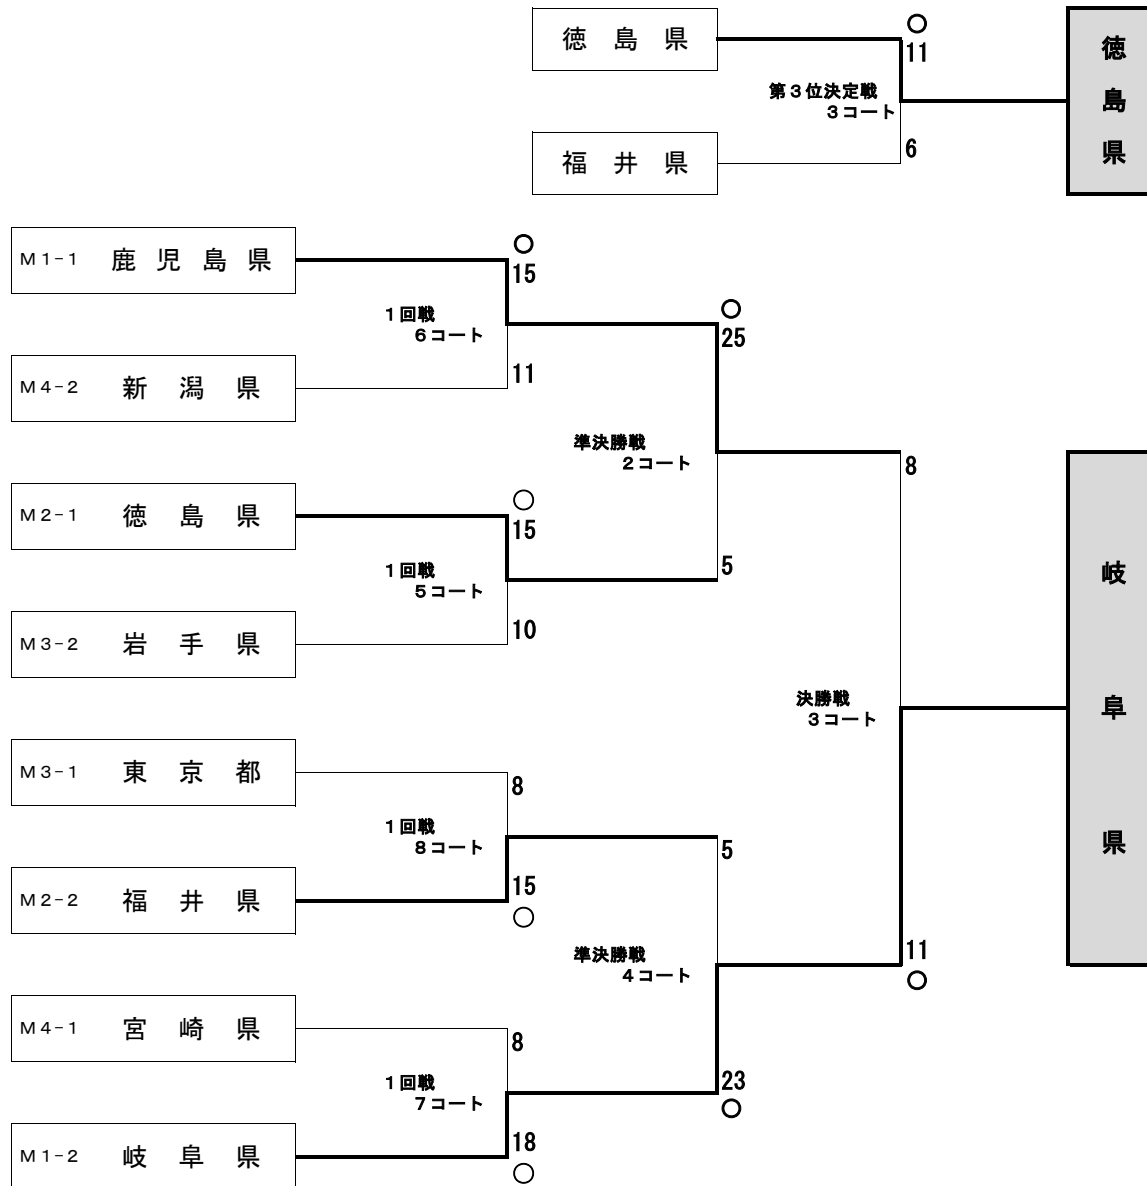 徳島県
○
11
第３位決定戦
３コート
福井県
6
徳島県
M1-1 鹿児島県
○
15
1回戦
6コート
M4-2 新潟県
11
○
25
準決勝戦
２コート
M2-1 徳島県
○
15
1回戦
5コート
M3-2 岩手県
10
5
8
決勝戦
３コート
岐阜県
M3-1 東京都
8
1回戦
8コート
M2-2 福井県
15
○
5
準決勝戦
４コート
11
○
M4-1 宮崎県
8
1回戦
7コート
M1-2 岐阜県
18
○
23
○